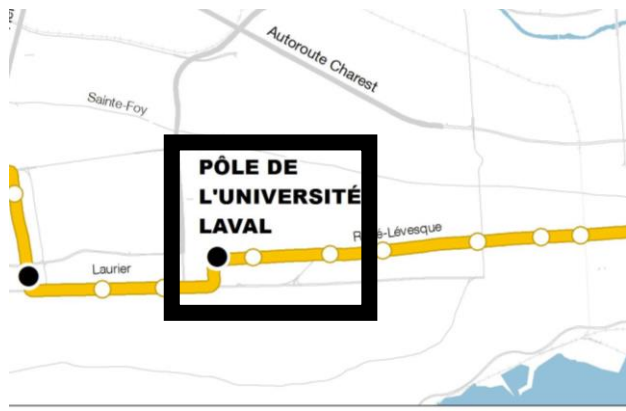 Autoroute Charest
Sainte-Foy
PÔLE DE
L'UNIVERSITÉ
LAVAL
Laurier